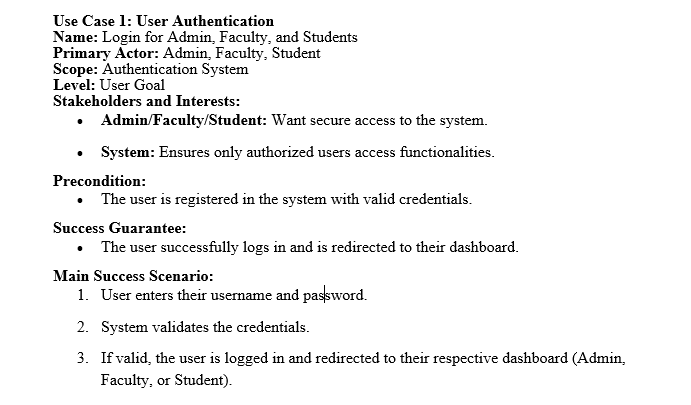 Use Case 1: User Authentication
Name: Login for Admin, Faculty, and Students
Primary Actor: Admin, Faculty, Student
Scope: Authentication System
Level: User Goal
Stakeholders and Interests:
• Admin/Faculty/Student: Want secure access to the system.
• System: Ensures only authorized users access functionalities.
Precondition:
• The user is registered in the system with valid credentials.
Success Guarantee:
• The user successfully logs in and is redirected to their dashboard.
Main Success Scenario:
1. User enters their username and password.
2. System validates the credentials.
3. If valid, the user is logged in and redirected to their respective dashboard (Admin,
Faculty, or Student).